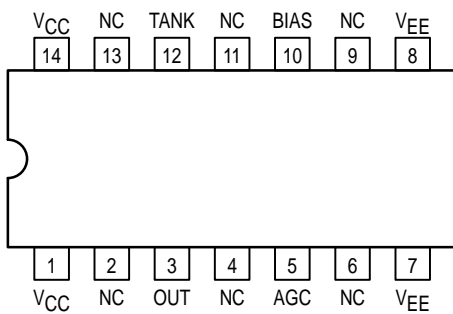 VCC NC TANK NC BIAS NC VEE
14 13 12 11 10 9 8
1 2 3 4 5 6 7
VCC NC OUT NC AGC NC VEE